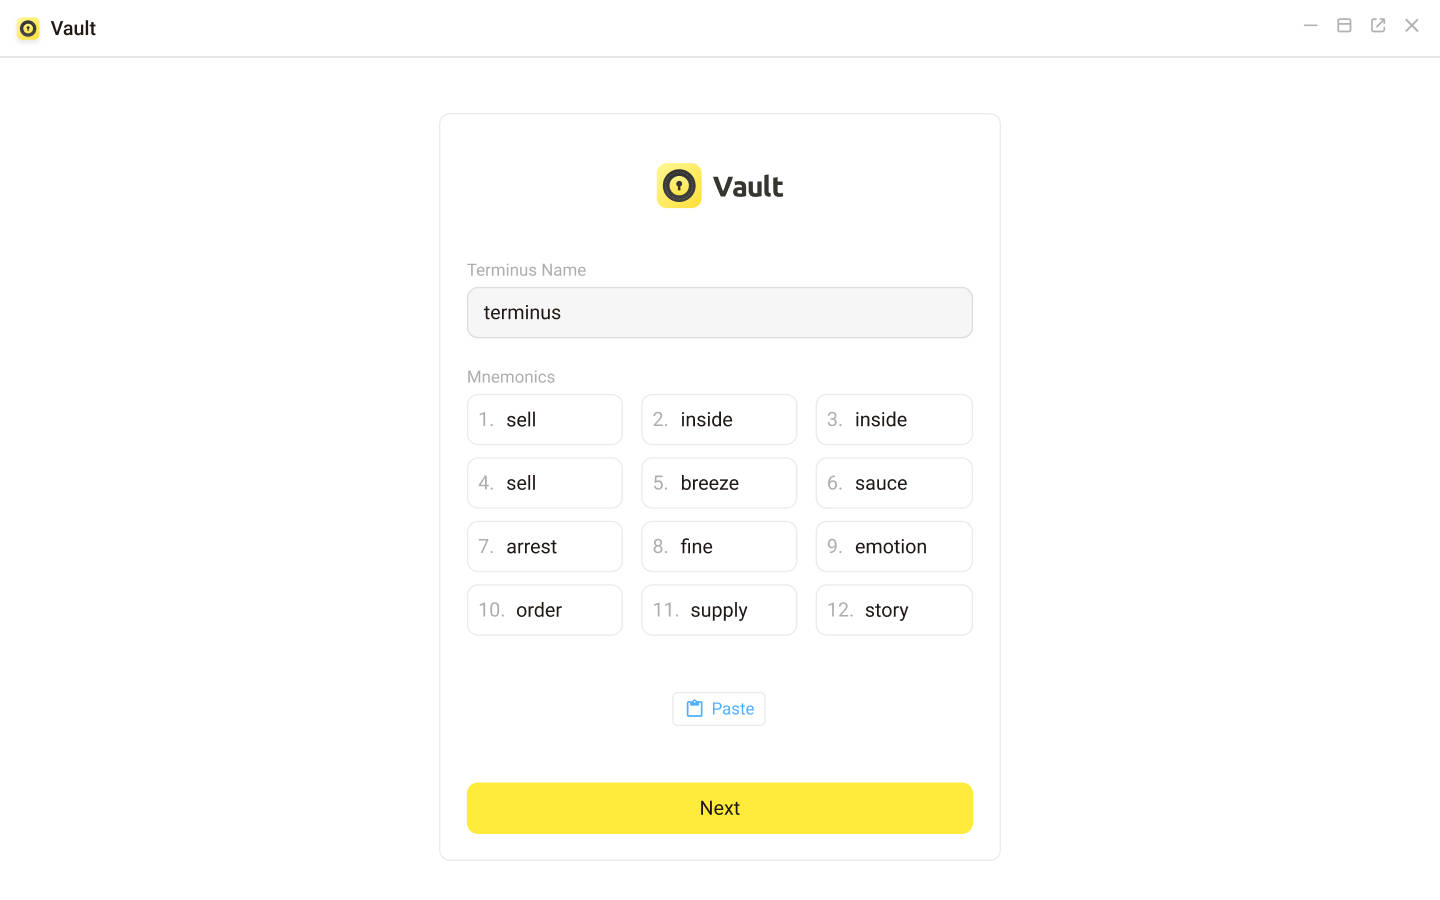 Vault
Vault
Terminus Name
terminus
Mnemonics
1. sell 2. inside 3. inside
4. sell 5. breeze 6. sauce
7. arrest 8. fine 9. emotion
10. order 11. supply 12. story
Paste
Next